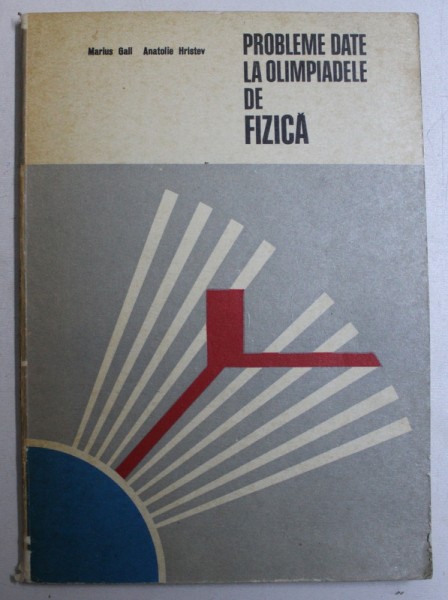 Marius Gall Anatolie Hristev
PROBLEME DATE
LA OLIMPIADELE
DE
FIZICĂ